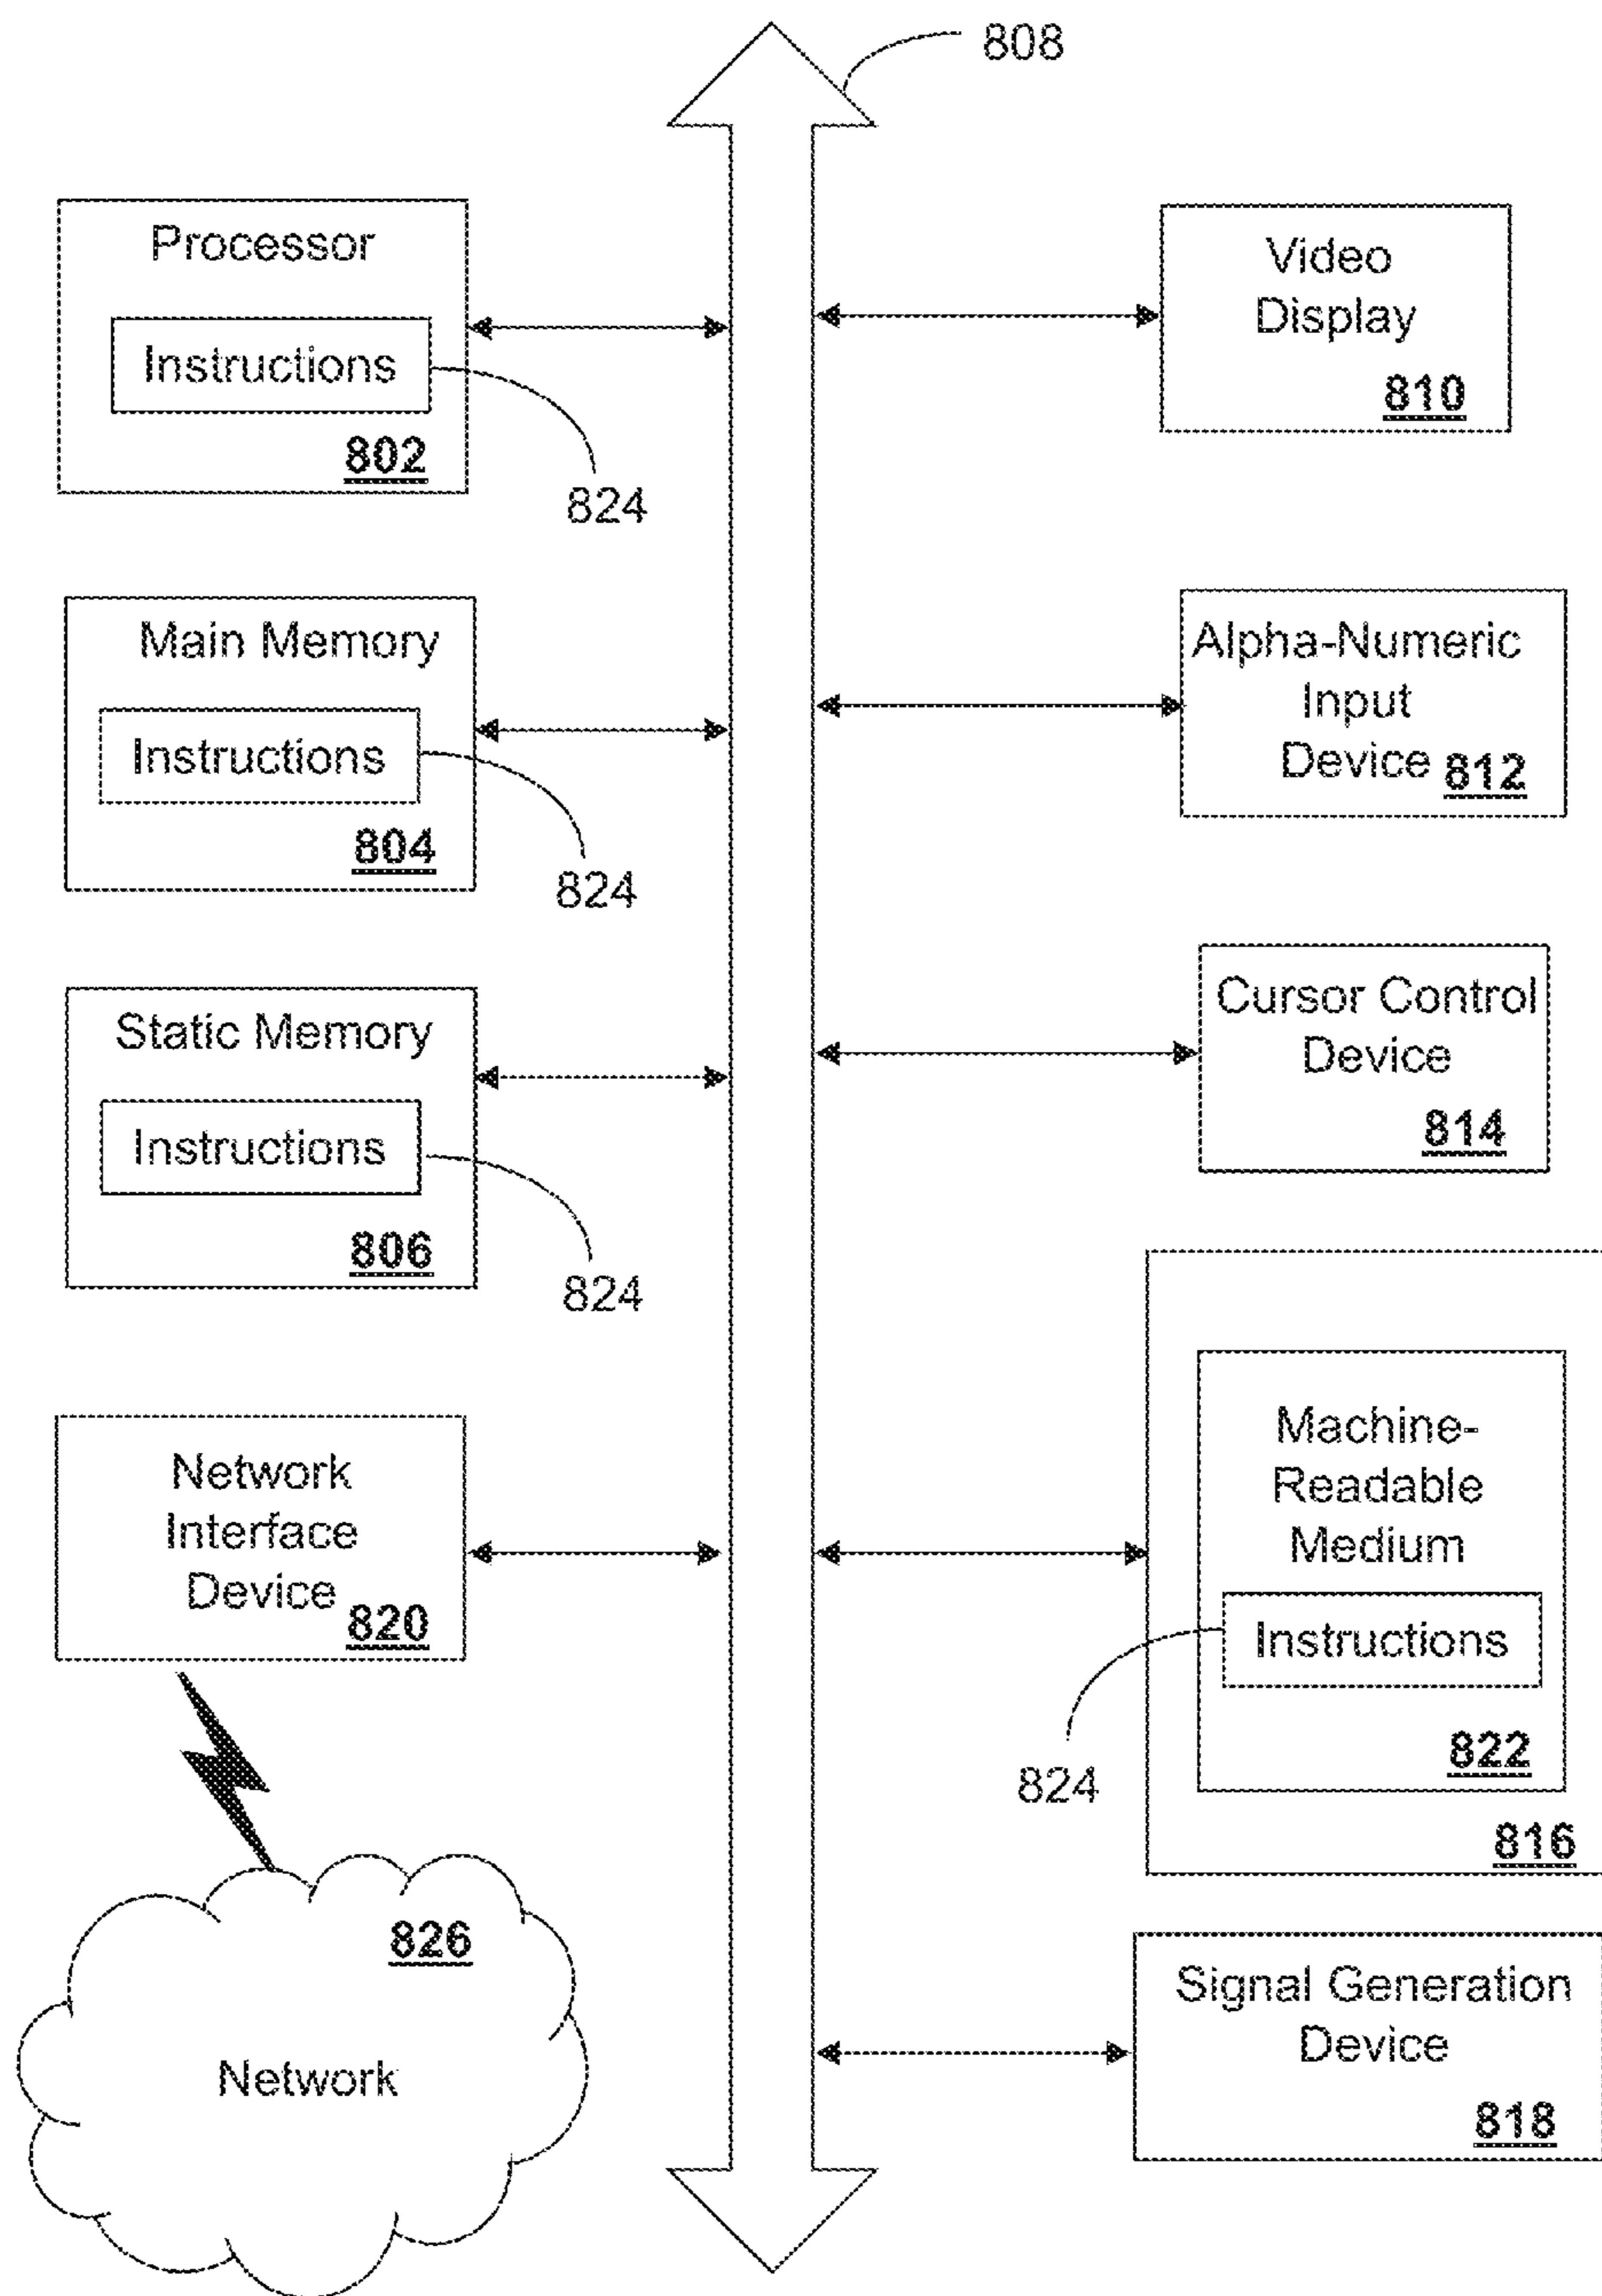 808
Processor
Instructions
802
824
Main Memory
Instructions
804
824
Static Memory
Instructions
806
824
Network
Interface
Device
820
826
Network
Video
Display
810
Alpha-Numeric
Input
Device 812
Cursor Control
Device
814
Machine-
Readable
Medium
Instructions
822
824
816
Signal Generation
Device
818